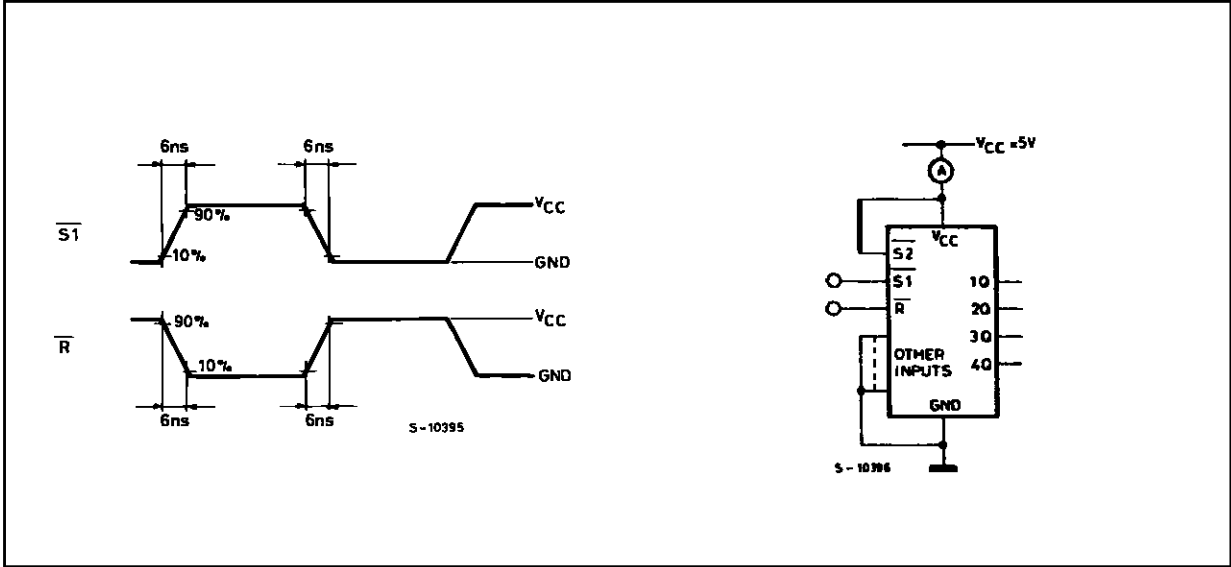 6ns 6ns
S1
90%
10%
VCC
GND
R
90%
10%
VCC
GND
6ns 6ns
S-10395
VCC =5V
A
VCC
S2
S1
R
1Q
2Q
3Q
4Q
OTHER
INPUTS
GND
S-10396